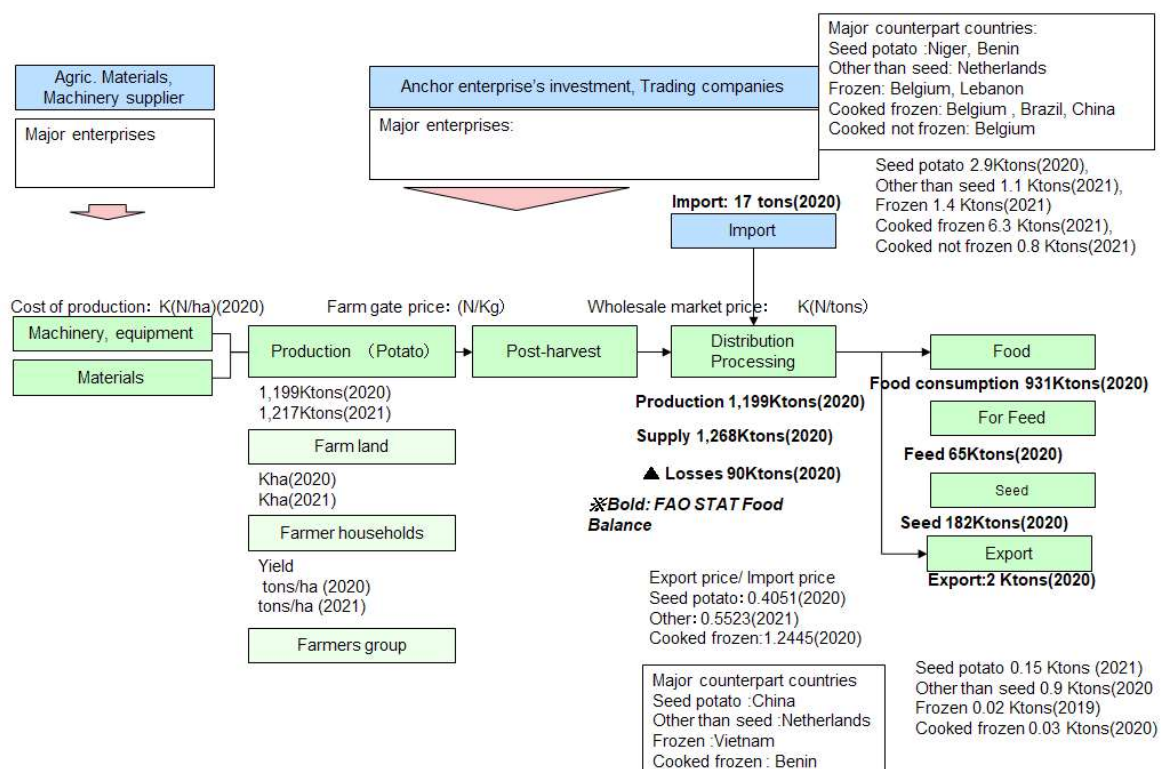 Major counterpart countries:
Seed potato :Niger, Benin
Other than seed: Netherlands
Frozen: Belgium, Lebanon
Cooked frozen: Belgium , Brazil, China
Cooked not frozen: Belgium
Agric. Materials,
Machinery supplier
Major enterprises
Anchor enterprise's investment, Trading companies
Major enterprises:
Seed potato 2.9Ktons(2020),
Other than seed 1.1 Ktons(2021),
Frozen 1.4 Ktons(2021)
Cooked frozen 6.3 Ktons(2021),
Cooked not frozen 0.8 Ktons(2021)
Import: 17 tons(2020)
Import
Cost of production: K(N/ha)(2020)
Farm gate price: (N/Kg)
Wholesale market price: K(N/tons)
Machinery, equipment
Materials
Production (Potato)
Post-harvest
Distribution
Processing
Food
Food consumption 931Ktons(2020)
1,199Ktons(2020)
1,217Ktons(2021)
Production 1,199Ktons(2020)
For Feed
Farm land
Supply 1,268Ktons(2020)
Feed 65Ktons(2020)
Kha(2020)
Kha(2021)
▲ Losses 90Ktons(2020)
Seed
※Bold: FAO STAT Food
Balance
Seed 182Ktons(2020)
Farmer households
Export
Export:2 Ktons(2020)
Yield
tons/ha (2020)
tons/ha (2021)
Export price/ Import price
Seed potato: 0.4051(2020)
Other: 0.5523(2021)
Cooked frozen:1.2445(2020)
Farmers group
Major counterpart countries
Seed potato :China
Other than seed :Netherlands
Frozen :Vietnam
Cooked frozen : Benin
Seed potato 0.15 Ktons (2021)
Other than seed 0.9 Ktons(2020
Frozen 0.02 Ktons(2019)
Cooked frozen 0.03 Ktons(2020)